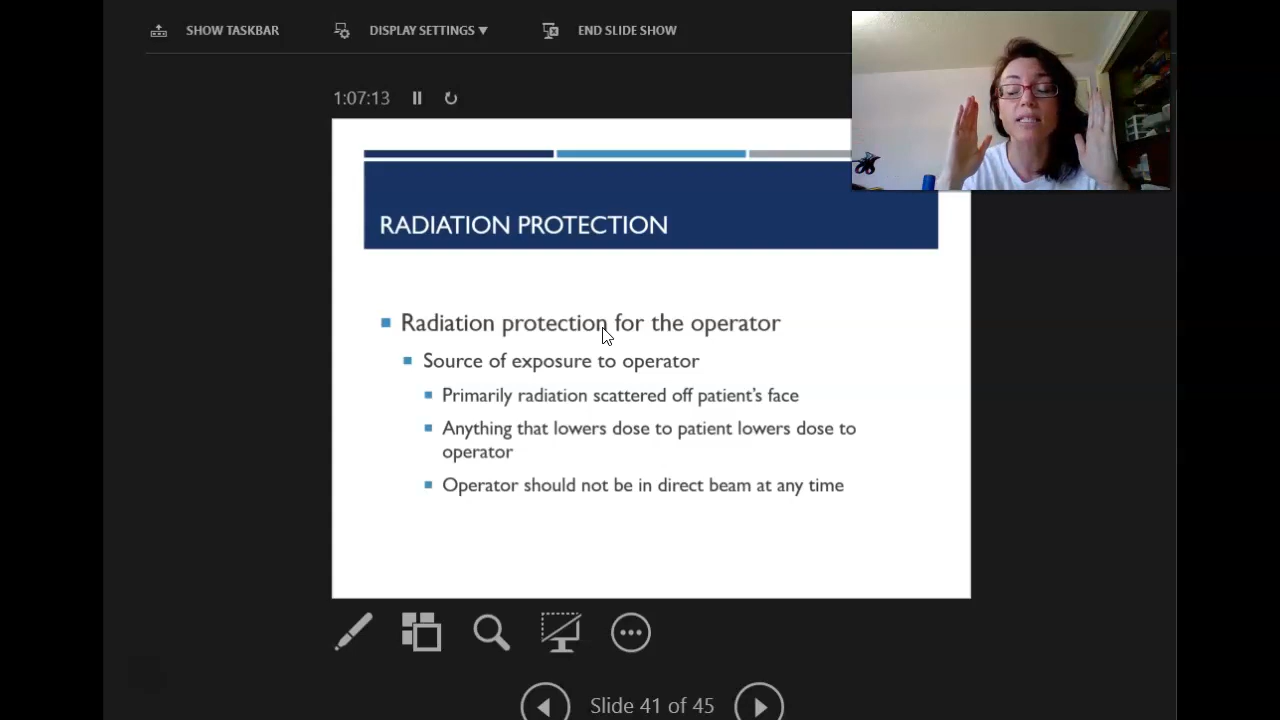 SHOW TASKBAR
DISPLAY SETTINGS
END SLIDE SHOW
1:07:13
RADIATION PROTECTION
Radiation protection for the operator
Source of exposure to operator
Primarily radiation scattered off patient's face
Anything that lowers dose to patient lowers dose to
operator
Operator should not be in direct beam at any time
Slide 41 of 45